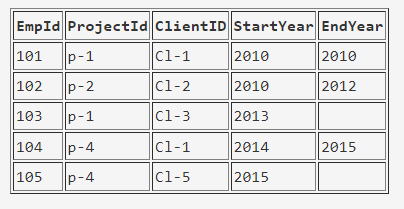 EmpId ProjectId ClientID StartYear EndYear
101 p-1 Cl-1 2010 2010
102 p-2 Cl-2 2010 2012
103 p-1 Cl-3 2013
104 p-4 Cl-1 2014 2015
105 p-4 Cl-5 2015